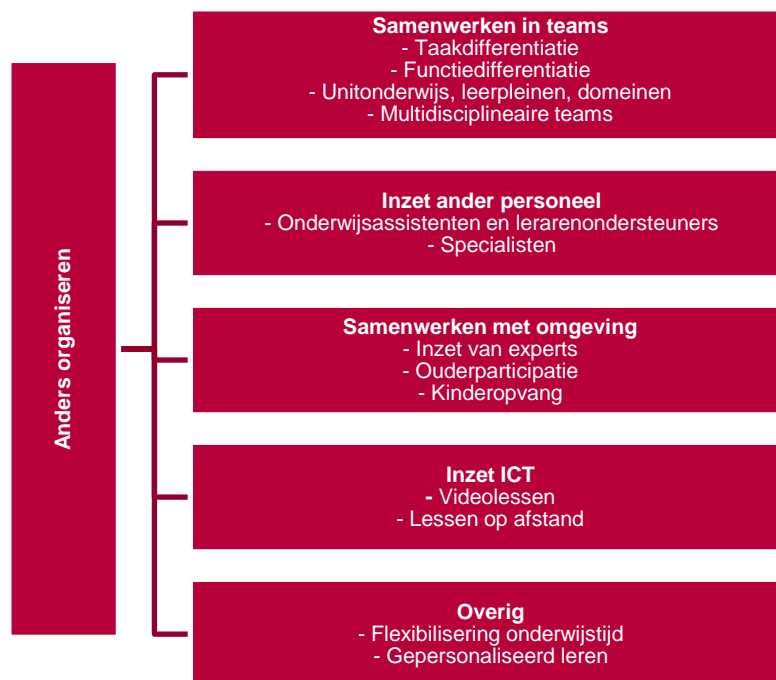 Anders organiseren
Samenwerken in teams
- Taakdifferentiatie
- Functiedifferentiatie
- Unitonderwijs, leerpleinen, domeinen
- Multidisciplineaire teams
Inzet ander personeel
- Onderwijsassistenten en lerarenondersteuners
- Specialisten
Samenwerken met omgeving
- Inzet van experts
- Ouderparticipatie
- Kinderopvang
Inzet ICT
- Videolessen
- Lessen op afstand
Overig
- Flexibilisering onderwijstijd
- Gepersonaliseerd leren